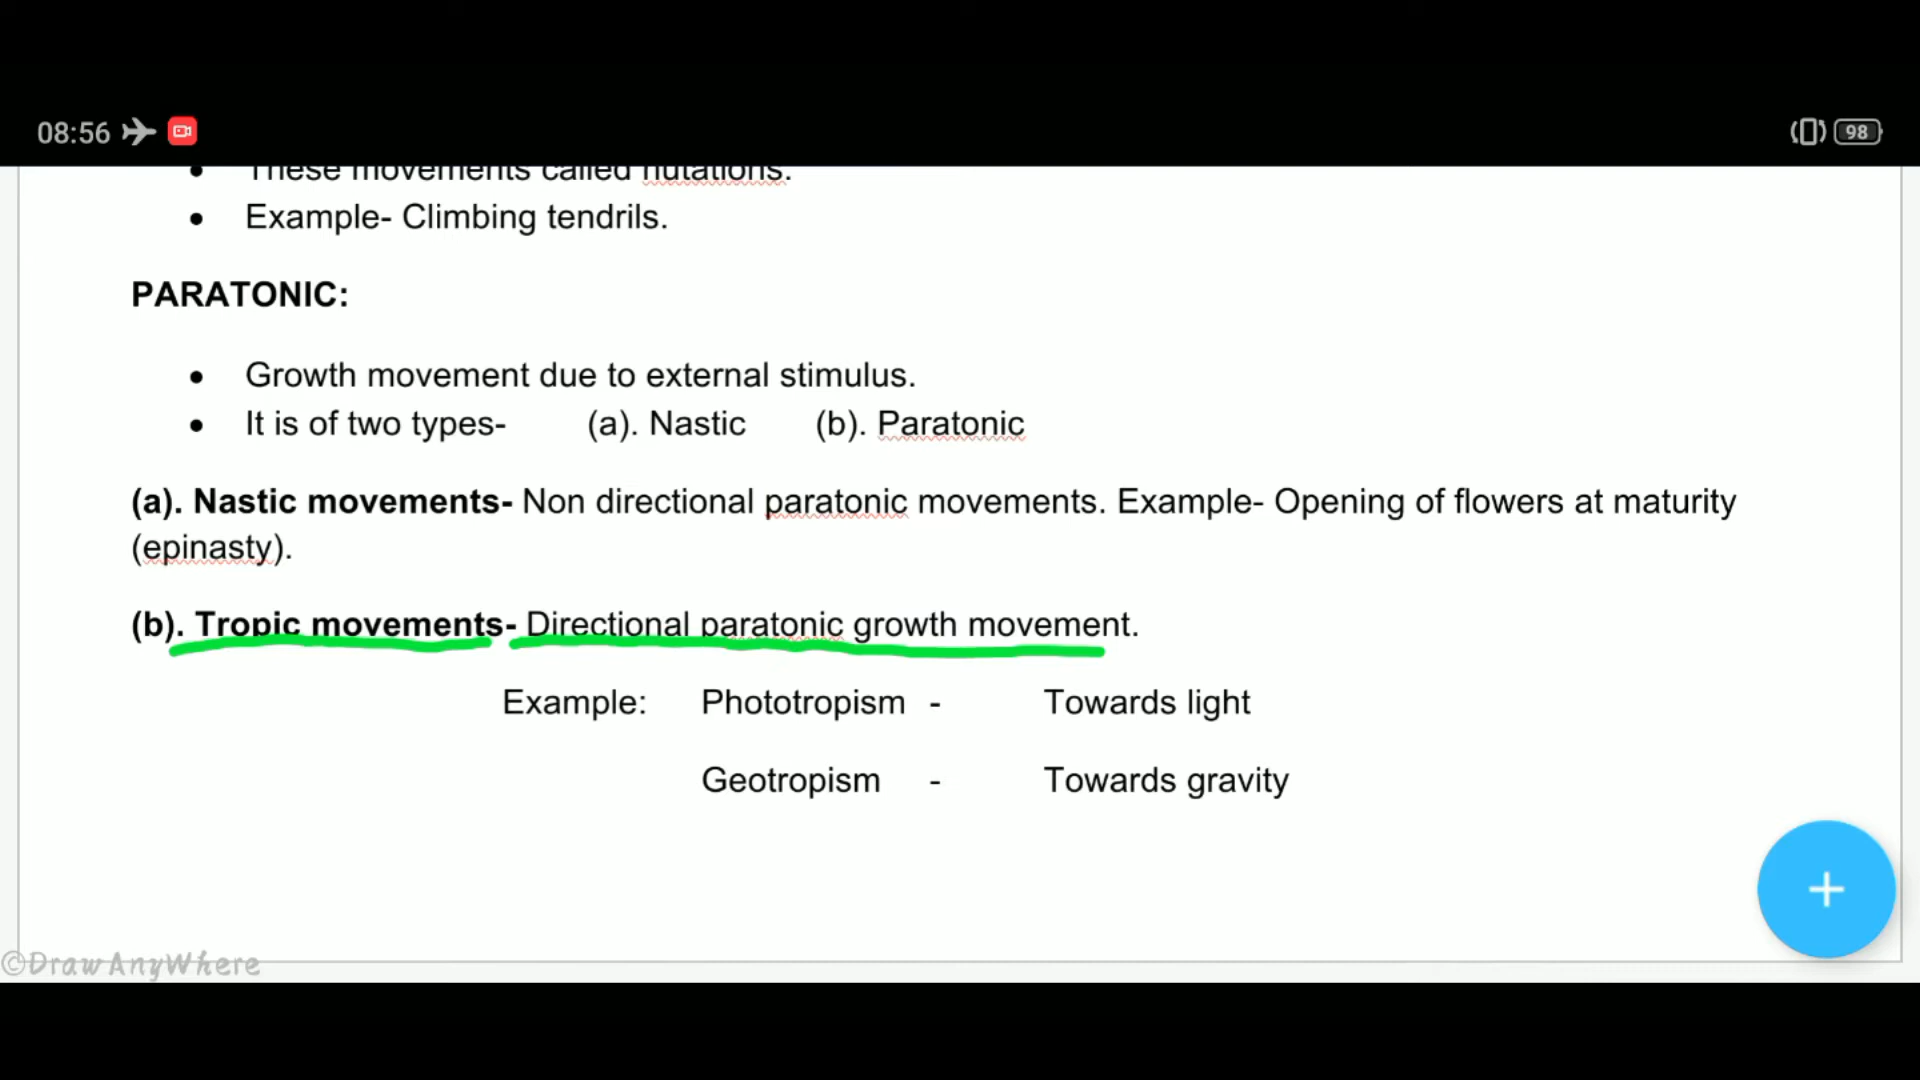 08:56
98
These movements called nutations.
Example- Climbing tendrils.
PARATONIC:
Growth movement due to external stimulus.
It is of two types- (a). Nastic (b). Paratonic
(a). Nastic movements- Non directional paratonic movements. Example- Opening of flowers at maturity
(epinasty).
(b). Tropic movements- Directional paratonic growth movement.
Example: Phototropism - Towards light
Geotropism - Towards gravity
©DrawAnyWhere